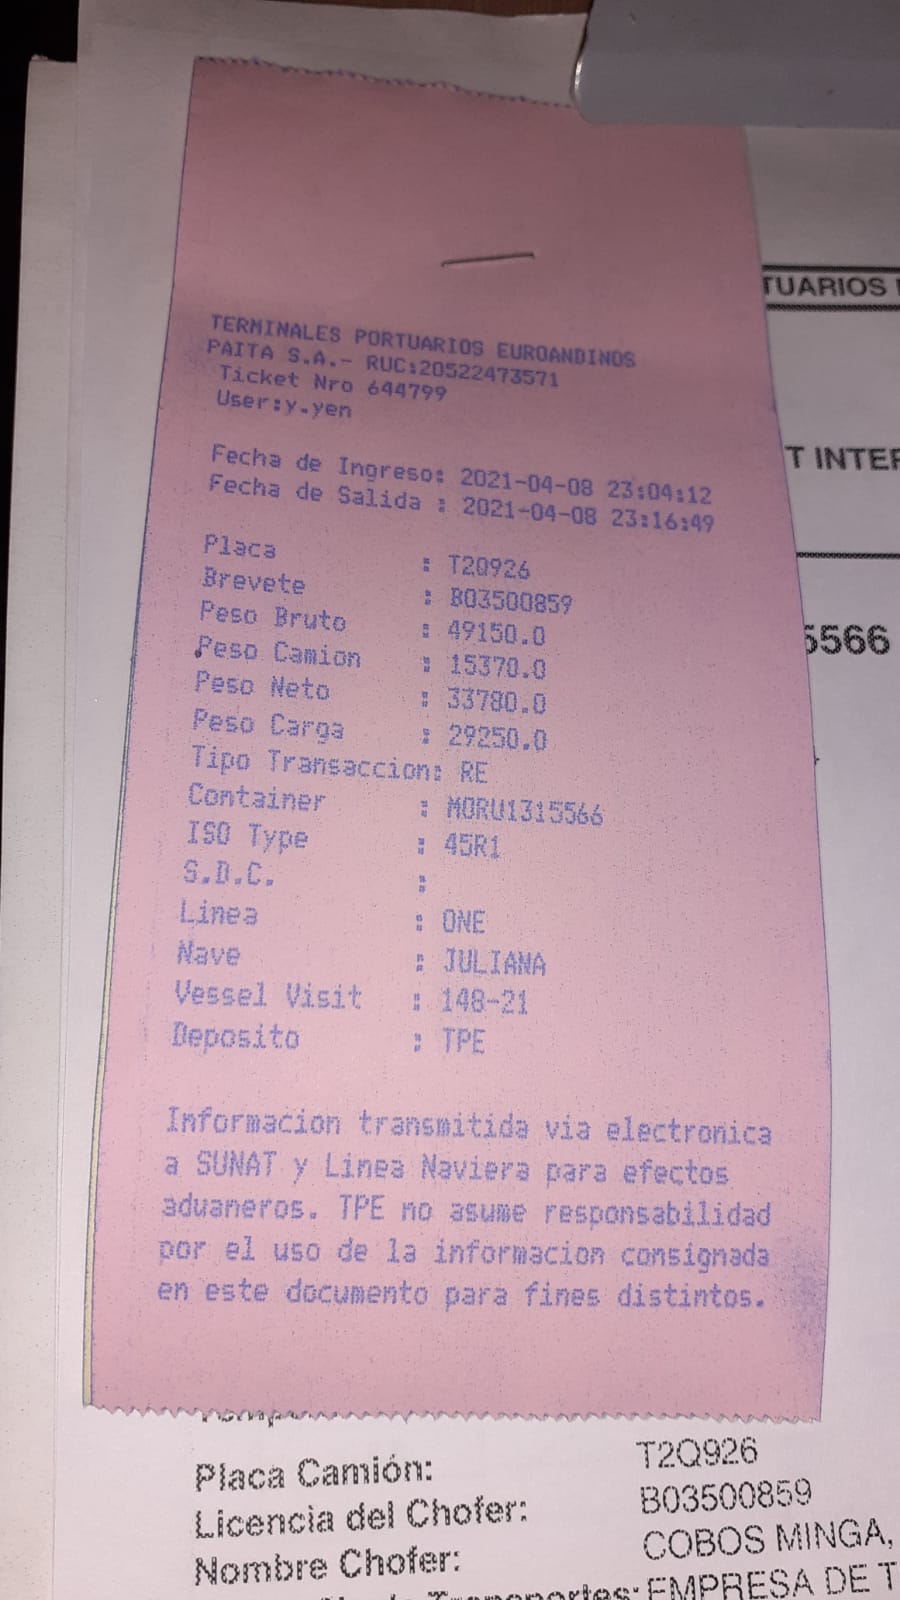 TERMINALES PORTUARIOS EUROANDINOS
PAITA S.A.- RUC:20522473571
Ticket Nro 644799
User:y.yen
Fecha de Ingreso: 2021-04-08 23:04:12
Fecha de Salida : 2021-04-08 23:16:49
Placa : T2Q926
Brevete : B03500859
Peso Bruto : 49150.0
Peso Camion : 15370.0
Peso Neto : 33780.0
Peso Carga : 29250.0
Tipo Transaccion: RE
Container : MORU1315566
ISO Type : 45R1
S.D.C. :
Linea : ONE
Nave : JULIANA
Vessel Visit : 148-21
Deposito : TPE
Informacion transmitida via electronica
a SUNAT y Linea Naviera para efectos
aduaneros. TPE no asume responsabilidad
por el uso de la informacion consignada
en este documento para fines distintos.
TUARIOS
T INTER
5566
Placa Camión: T2Q926
Licencia del Chofer: B03500859
Nombre Chofer: COBOS MINGA,
Transportes: EMPRESA DE T